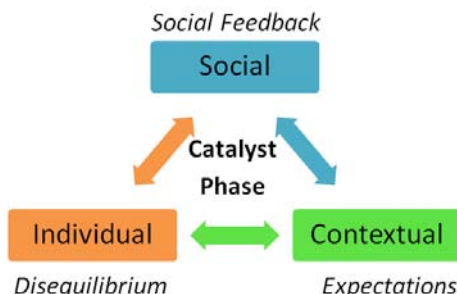 Social Feedback
Social
Catalyst
Phase
Individual
Contextual
Disequilibrium
Expectations